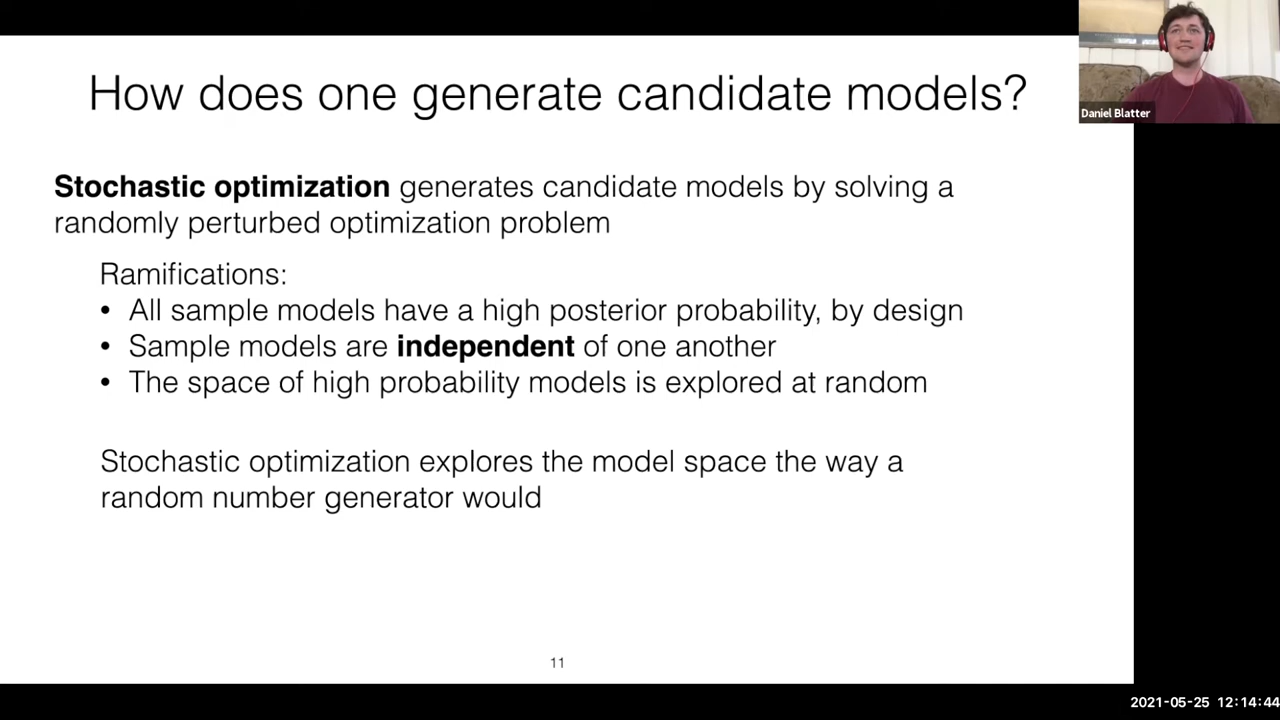 How does one generate candidate models?
Daniel Blatter
Stochastic optimization generates candidate models by solving a
randomly perturbed optimization problem
Ramifications:
• All sample models have a high posterior probability, by design
• Sample models are independent of one another
• The space of high probability models is explored at random
Stochastic optimization explores the model space the way a
random number generator would
11
2021-05-25 12:14:44